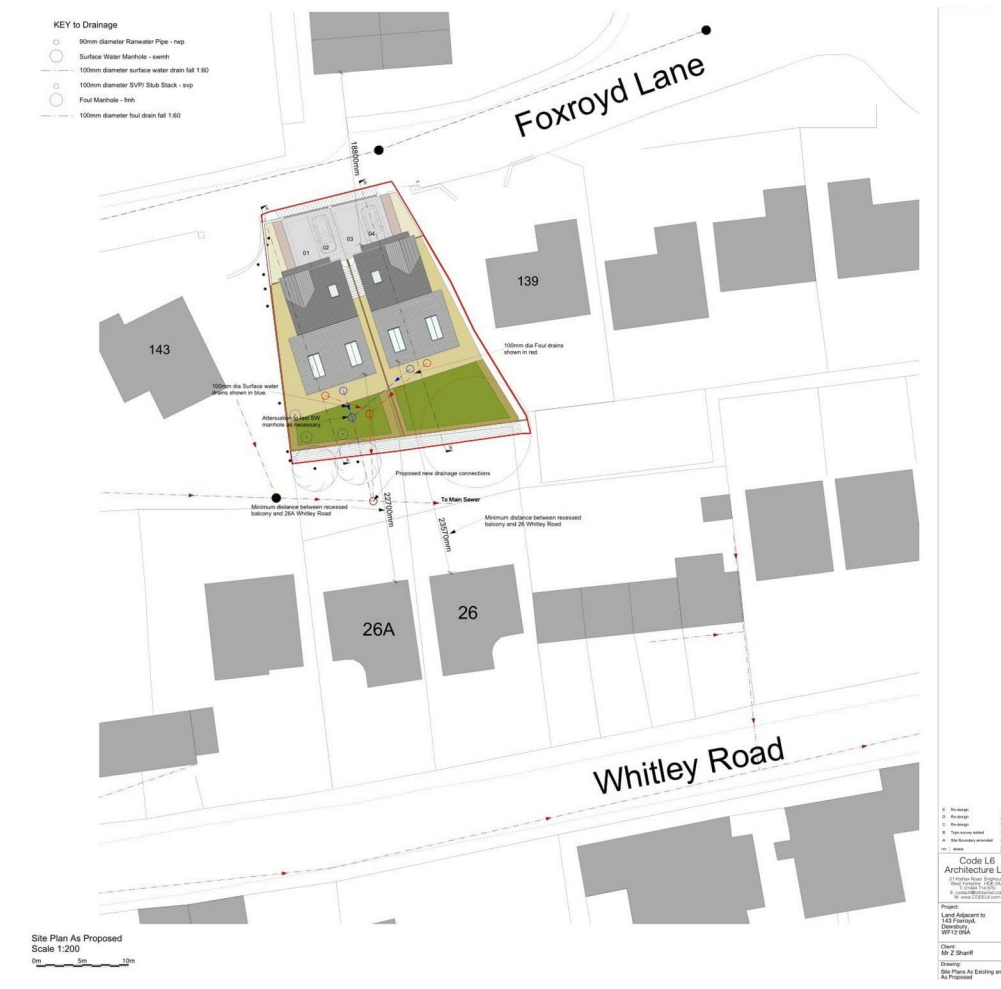 KEY to Drainage
90mm diameter Ranwater Pipe - rwp
Surface Water Manhole - swmh
100mm diameter surface water drain fall 1:60
100mm diameter SVP/ Stub Stack - svp
Foul Manhole - fmh
100mm diameter foul drain fall 1:60
Foxroyd Lane
18800mm
01
02
03
04
139
143
100mm dia Foul drains
shown in red.
100mm dia Surface water
drains shown in blue.
Attenuation to last SW
manhole as necessary.
Proposed new drainage connections
To Main Sewer
Minimum distance between recessed
balcony and 26A Whitley Road
22700mm
23570mm
Minimum distance between recessed
balcony and 26 Whitley Road
26A
26
Whitley Road
E Re-design
D Re-design
C Re-design
B Topo survey added
A Site Boundary amended
rev details
Code L6
Architecture L
Project:
Land Adjacent to
143 Foxroyd,
Dewsbury,
WF12 0NA
Client:
Mr Z Shariff
Drawing:
Site Plans As Existing an
As Proposed
Site Plan As Proposed
Scale 1:200
0m 5m 10m